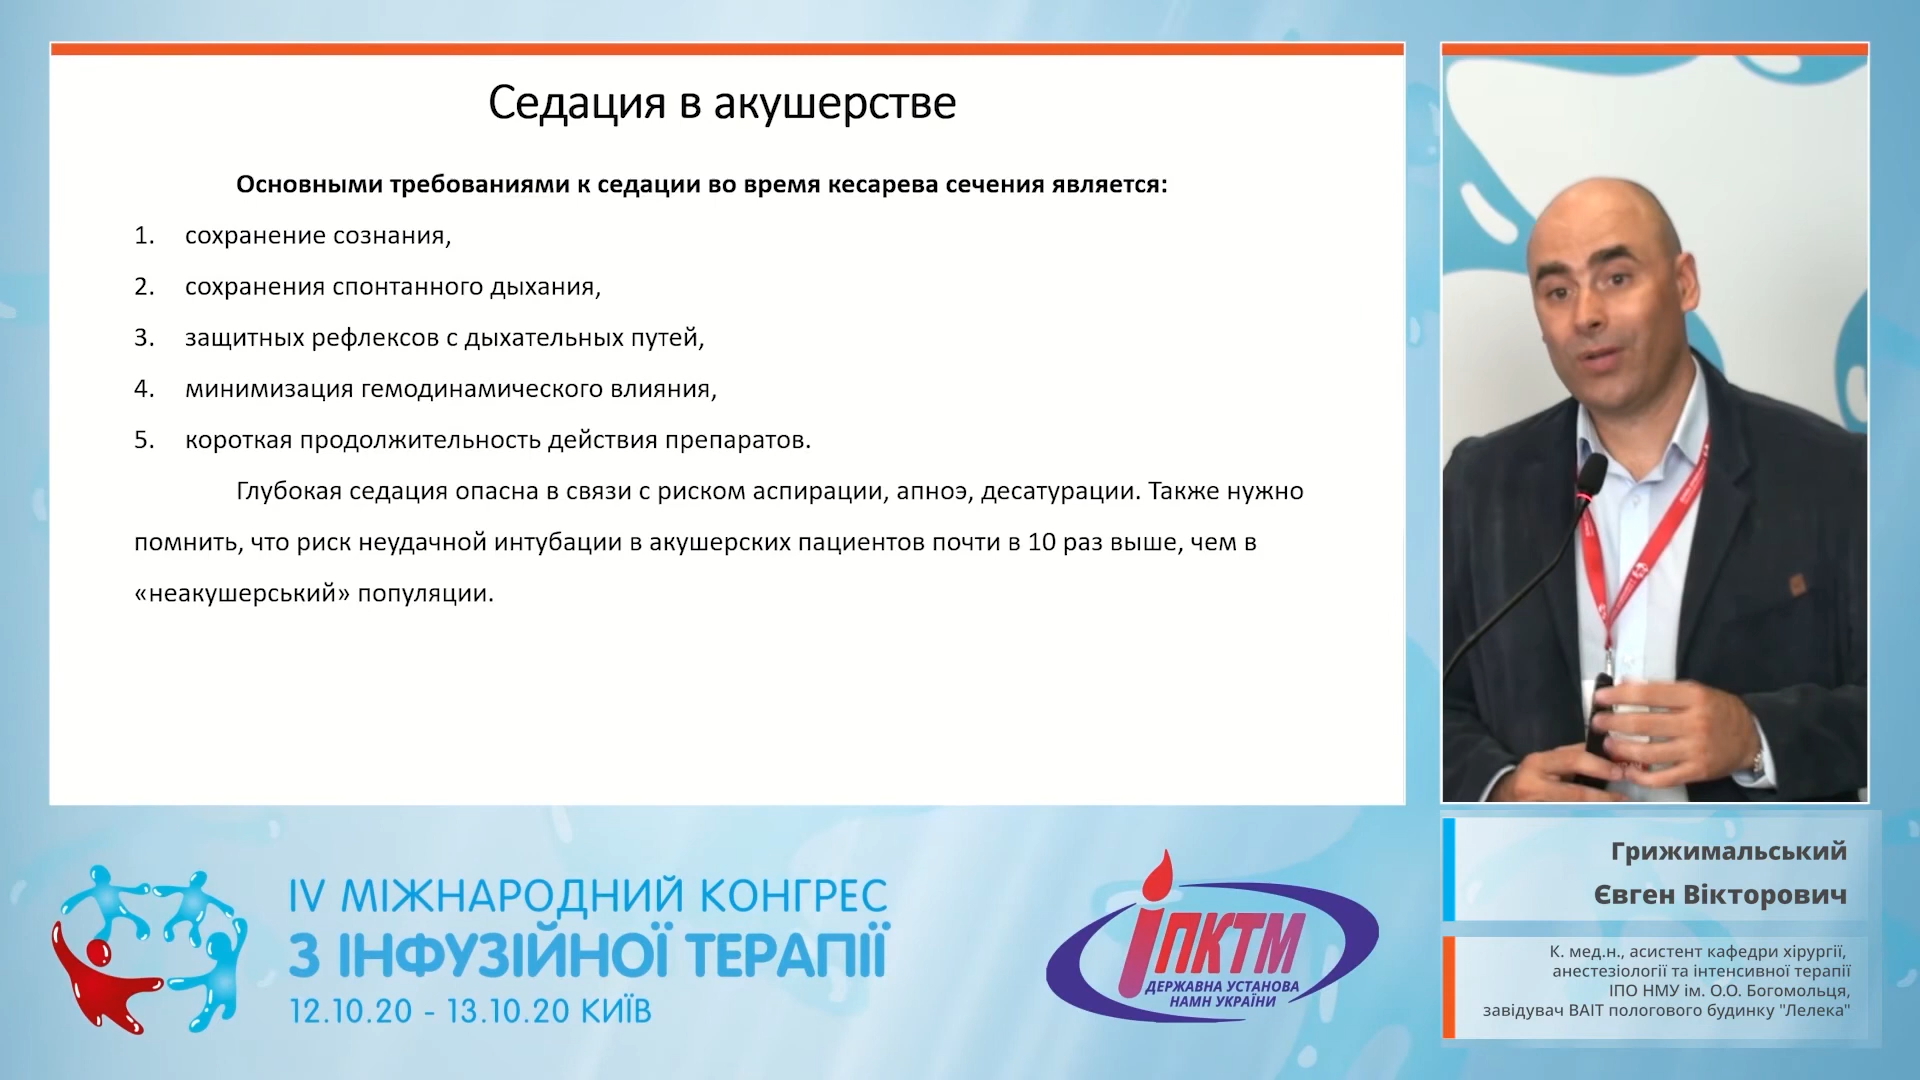 Седация в акушерстве
Основными требованиями к седации во время кесарева сечения является:
1. сохранение сознания,
2. сохранения спонтанного дыхания,
3. защитных рефлексов с дыхательных путей,
4. минимизация гемодинамического влияния,
5. короткая продолжительность действия препаратов.
Глубокая седация опасна в связи с риском аспирации, апноэ, десатурации. Также нужно
помнить, что риск неудачной интубации в акушерских пациентов почти в 10 раз выше, чем в
«неакушерський» популяции.
IV МІЖНАРОДНИЙ КОНГРЕС
З ІНФУЗІЙНОЇ ТЕРАПІЇ
12.10.20 - 13.10.20 КИЇВ
ІПКТМ
ДЕРЖАВНА УСТАНОВА
НАМН УКРАЇНИ
Грижимальський
Євген Вікторович
К. мед.н., асистент кафедри хірургії,
анестезіології та інтенсивної терапії
ІПО НМУ ім. О.О. Богомольця,
завідувач ВАІТ пологового будинку "Лелека"